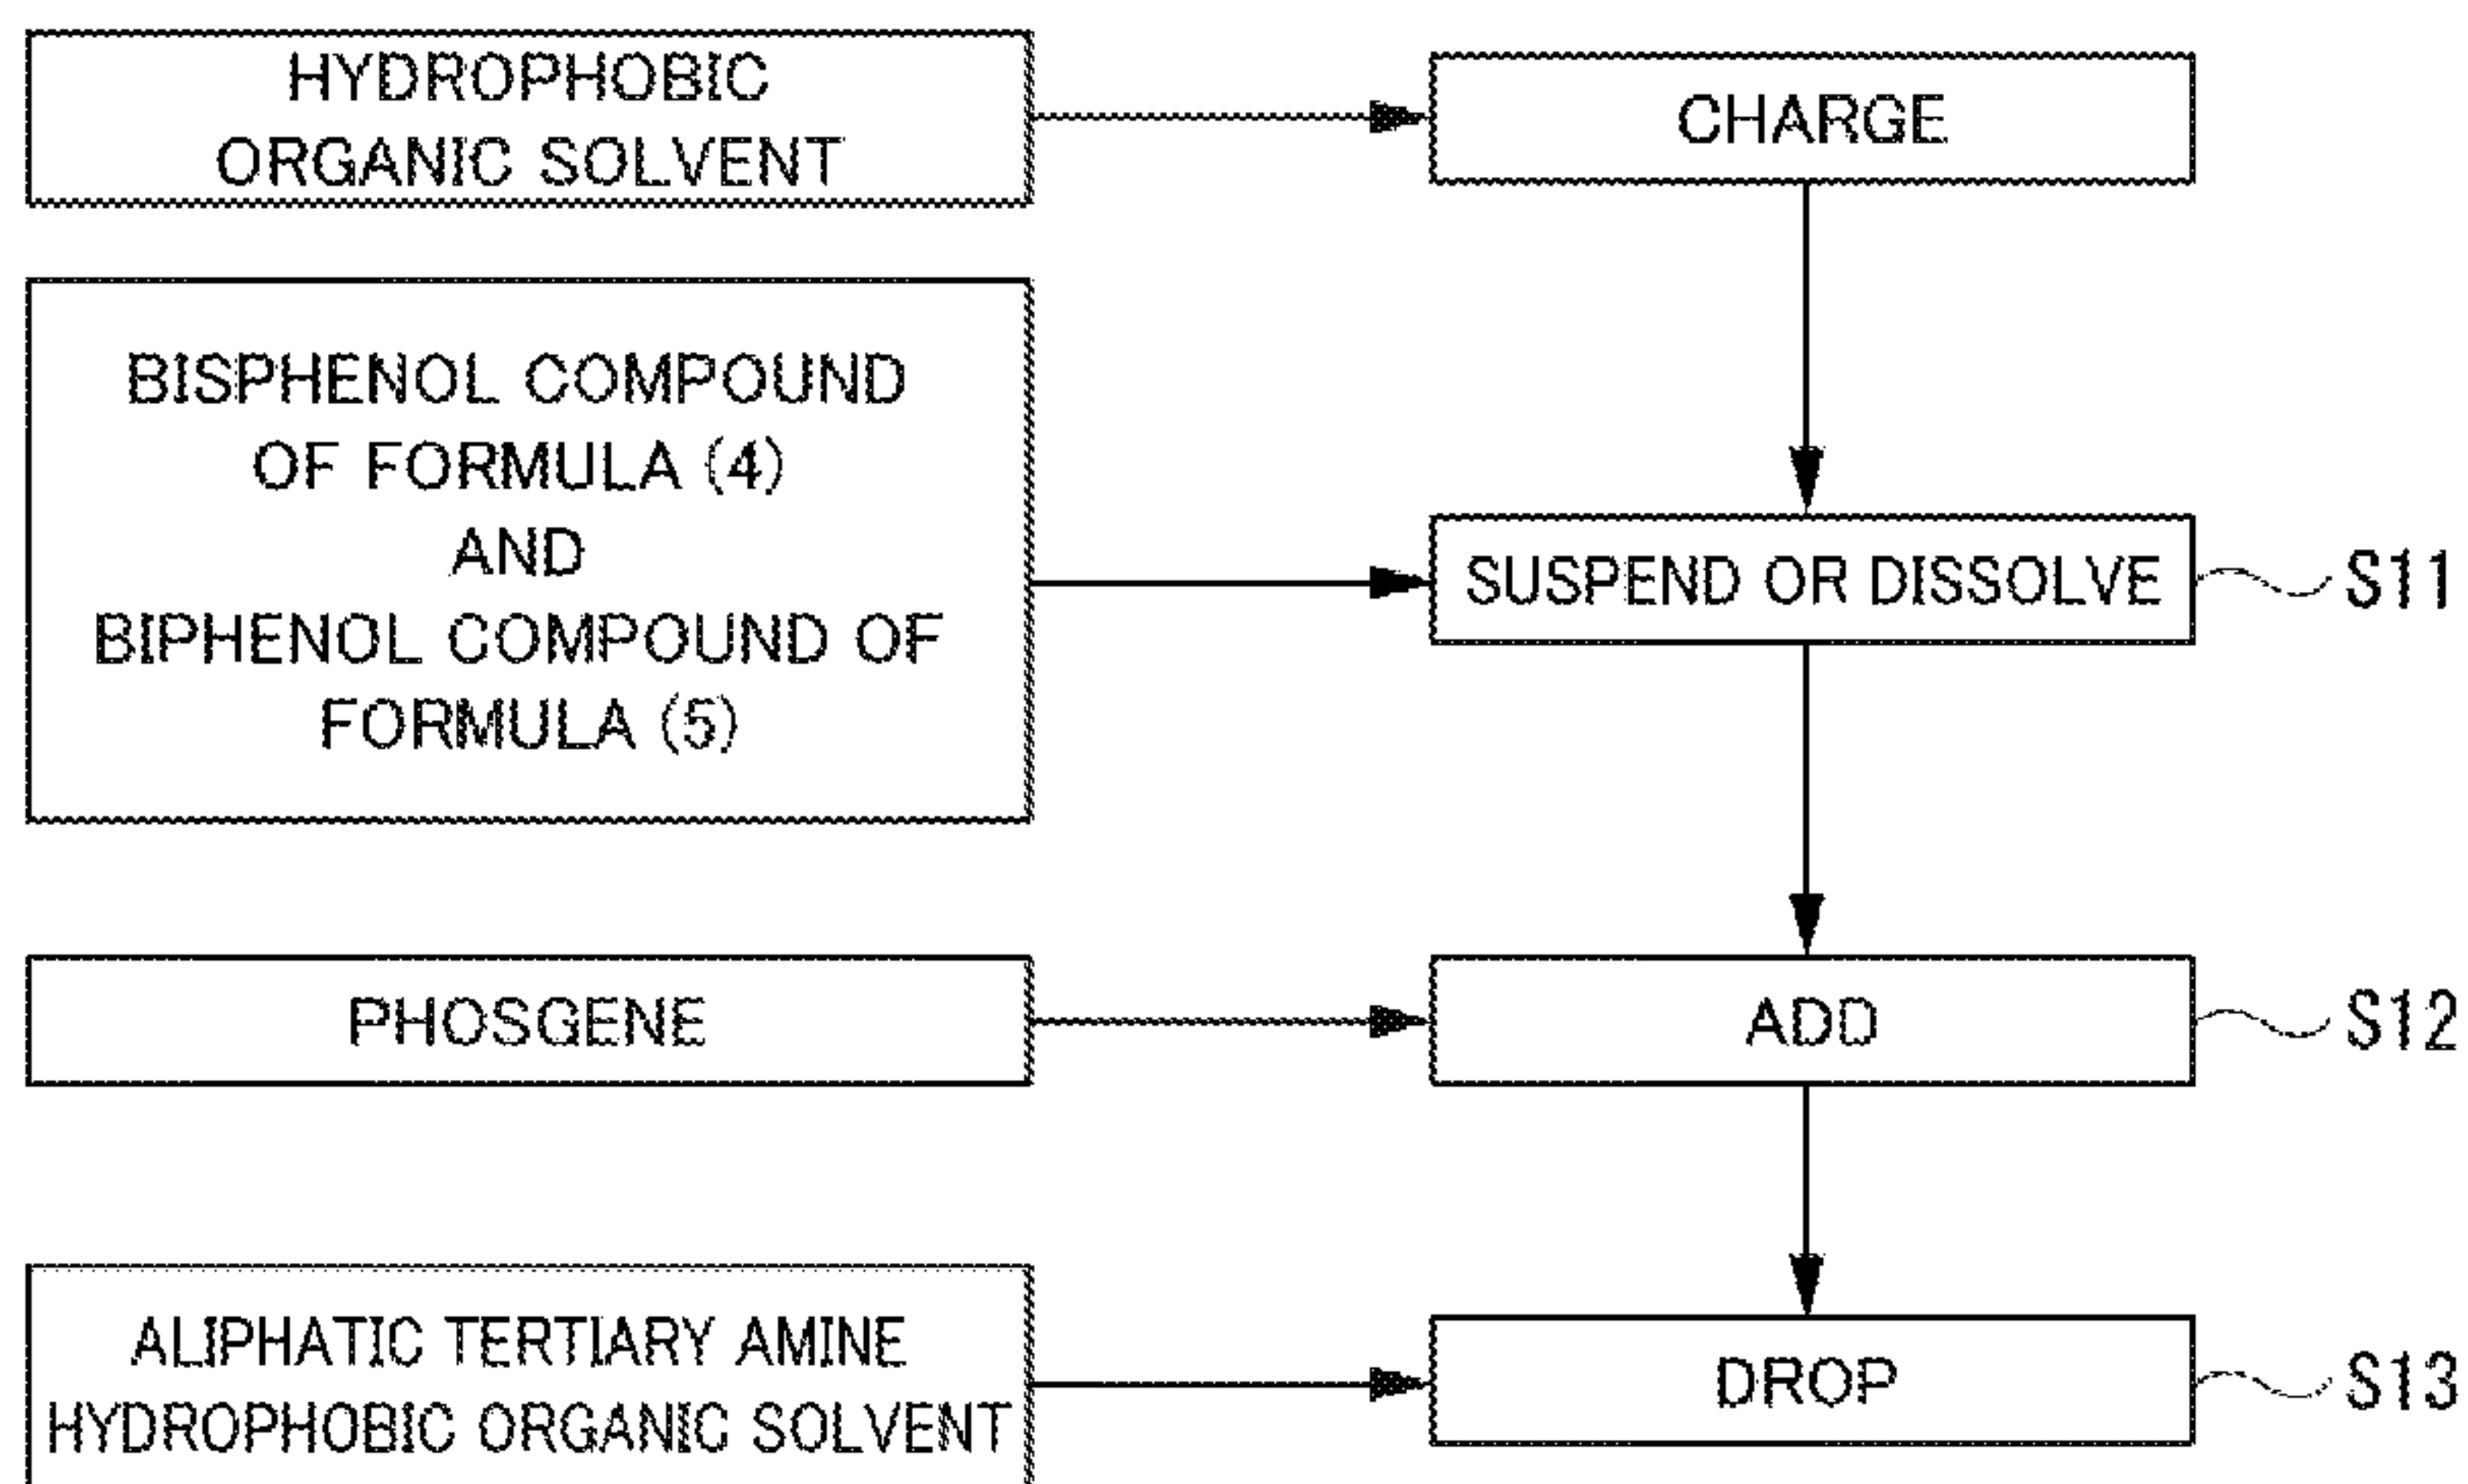 HYDROPHOBIC
ORGANIC SOLVENT
CHARGE
BISPHENOL COMPOUND
OF FORMULA (4)
AND
BIPHENOL COMPOUND OF
FORMULA (5)
SUSPEND OR DISSOLVE
S11
PHOSGENE
ADD
S12
ALIPHATIC TERTIARY AMINE
HYDROPHOBIC ORGANIC SOLVENT
DROP
S13